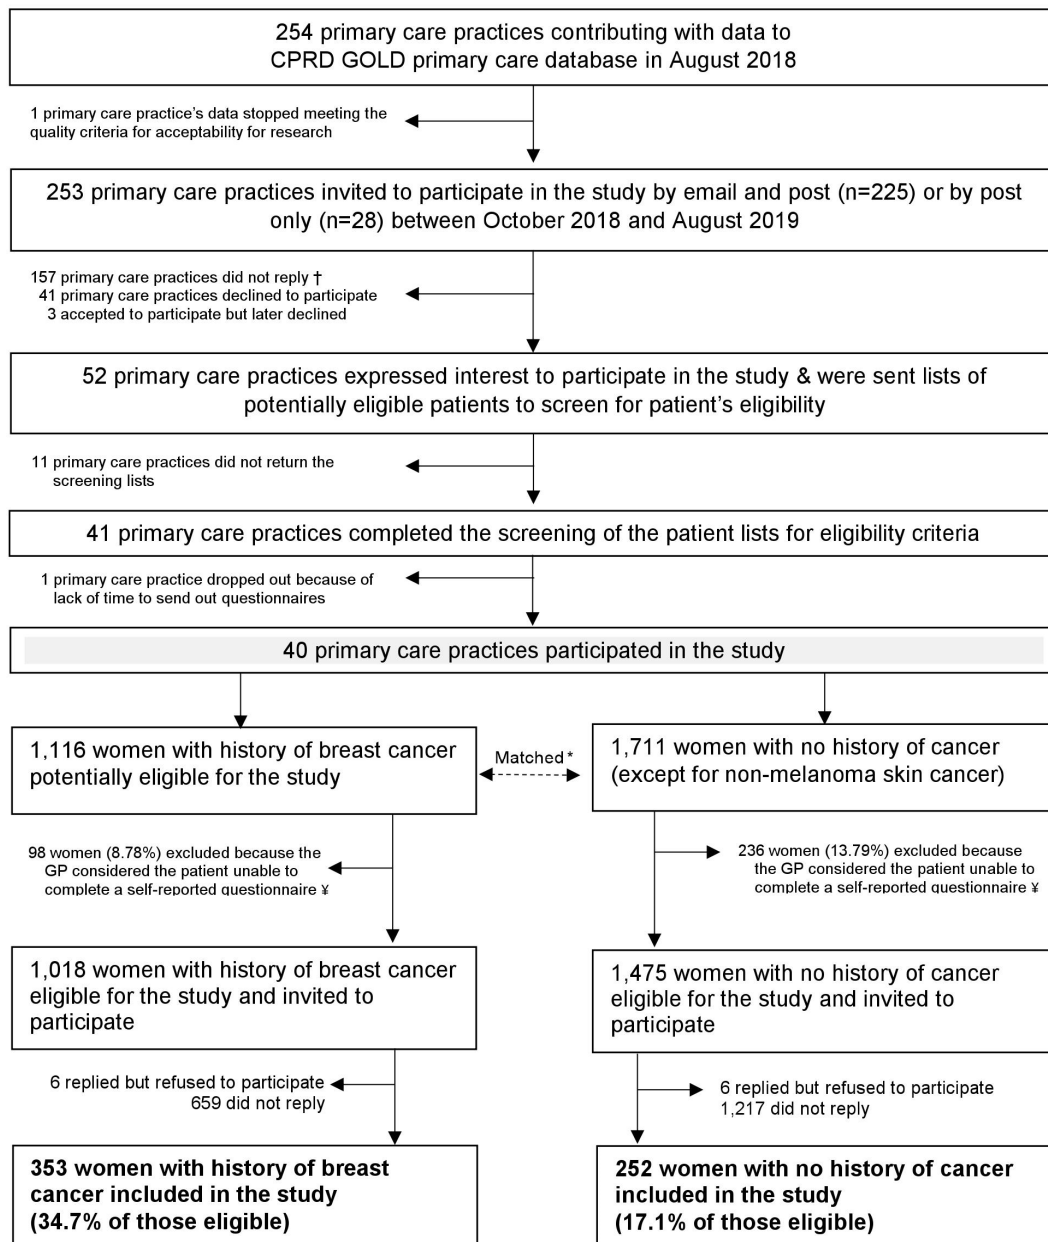 254 primary care practices contributing with data to
CPRD GOLD primary care database in August 2018
1 primary care practice's data stopped meeting the
quality criteria for acceptability for research
253 primary care practices invited to participate in the study by email and post (n=225) or by post
only (n=28) between October 2018 and August 2019
157 primary care practices did not reply †
41 primary care practices declined to participate
3 accepted to participate but later declined
52 primary care practices expressed interest to participate in the study & were sent lists of
potentially eligible patients to screen for patient's eligibility
11 primary care practices did not return the
screening lists
41 primary care practices completed the screening of the patient lists for eligibility criteria
1 primary care practice dropped out because of
lack of time to send out questionnaires
40 primary care practices participated in the study
1,116 women with history of breast cancer
potentially eligible for the study
Matched *
1,711 women with no history of cancer
(except for non-melanoma skin cancer)
98 women (8.78%) excluded because the
GP considered the patient unable to
complete a self-reported questionnaire ¥
236 women (13.79%) excluded because
the GP considered the patient unable to
complete a self-reported questionnaire ¥
1,018 women with history of breast cancer
eligible for the study and invited to
participate
1,475 women with no history of cancer
eligible for the study and invited to
participate
6 replied but refused to participate
659 did not reply
6 replied but refused to participate
1,217 did not reply
353 women with history of breast
cancer included in the study
(34.7% of those eligible)
252 women with no history of cancer
included in the study
(17.1% of those eligible)